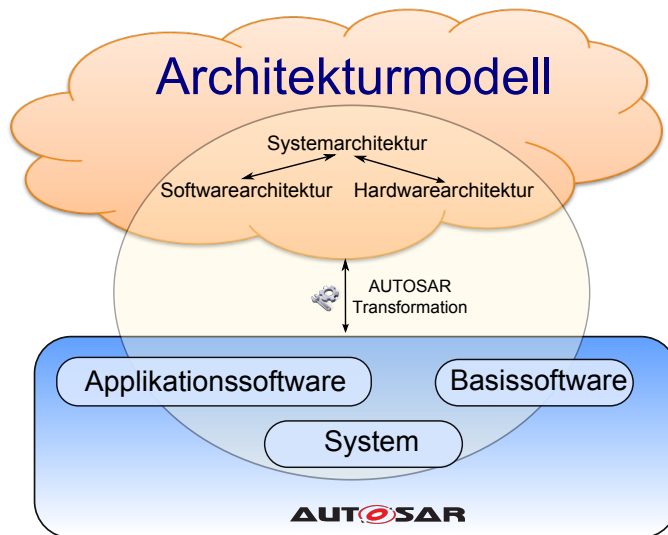 Architekturmodell
Systemarchitektur
Softwarearchitektur Hardwarearchitektur
AUTOSAR
Transformation
Applikationssoftware Basissoftware
System
AUTOSAR